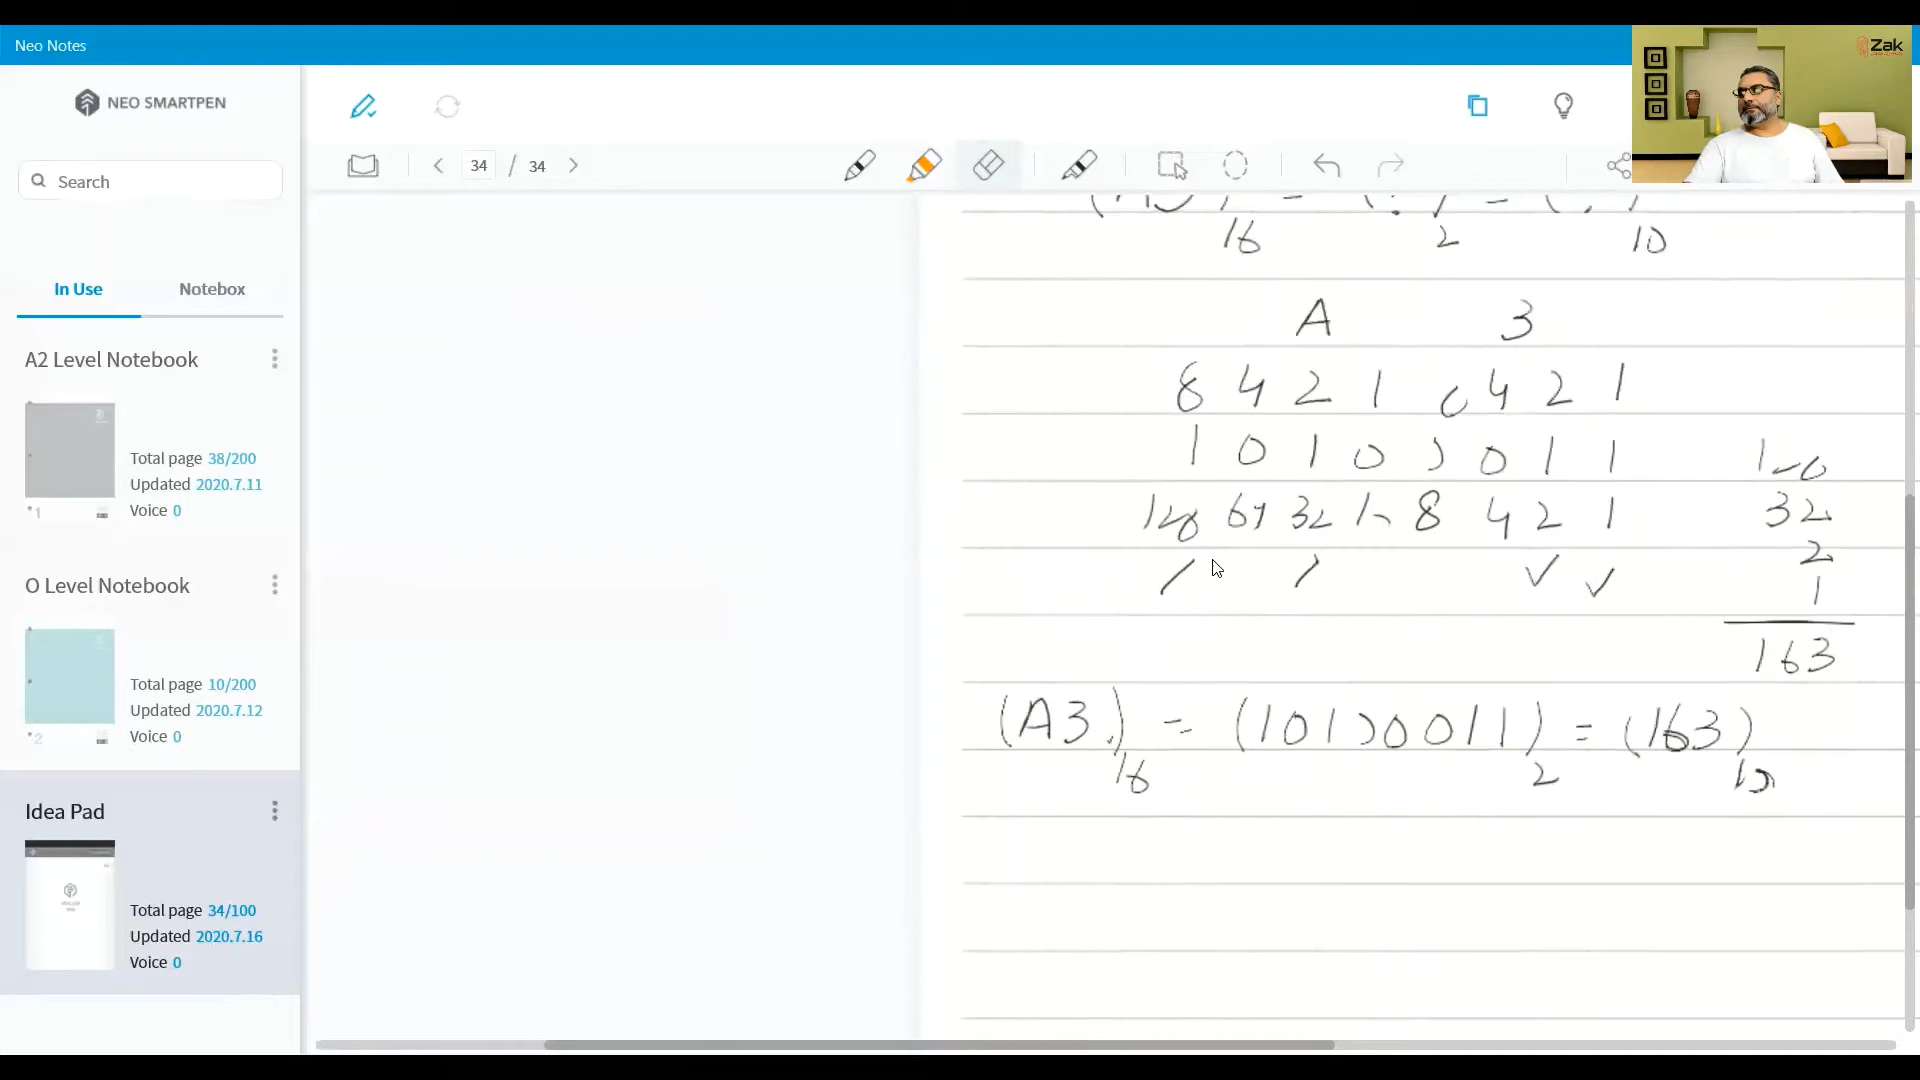 Neo Notes
Zak
NEO SMARTPEN
34 / 34
Search
In Use Notebox
A2 Level Notebook
Total page 38/200
Updated 2020.7.11
Voice 0
1
O Level Notebook
Total page 10/200
Updated 2020.7.12
Voice 0
2
Idea Pad
Total page 34/100
Updated 2020.7.16
Voice 0
16 2 10
A 3
8 4 2 1 8 4 2 1
1 0 1 0 0 0 1 1
128 64 32 16 8 4 2 1
✓ ✓ ✓ ✓
128
32
2
1
163
(A3)16 = (10100011)2 = (163)10